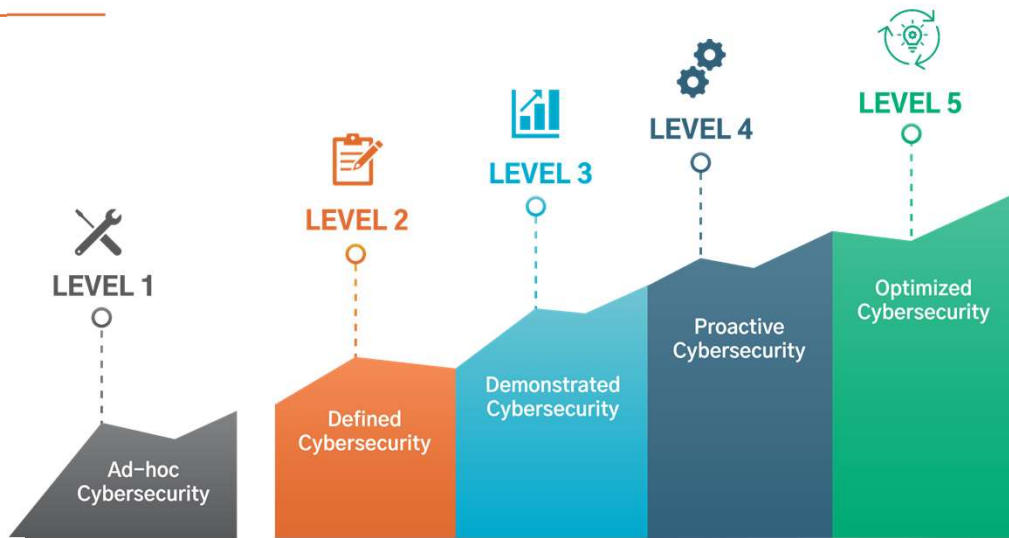 LEVEL 1
Ad-hoc
Cybersecurity
LEVEL 2
Defined
Cybersecurity
LEVEL 3
Demonstrated
Cybersecurity
LEVEL 4
Proactive
Cybersecurity
LEVEL 5
Optimized
Cybersecurity